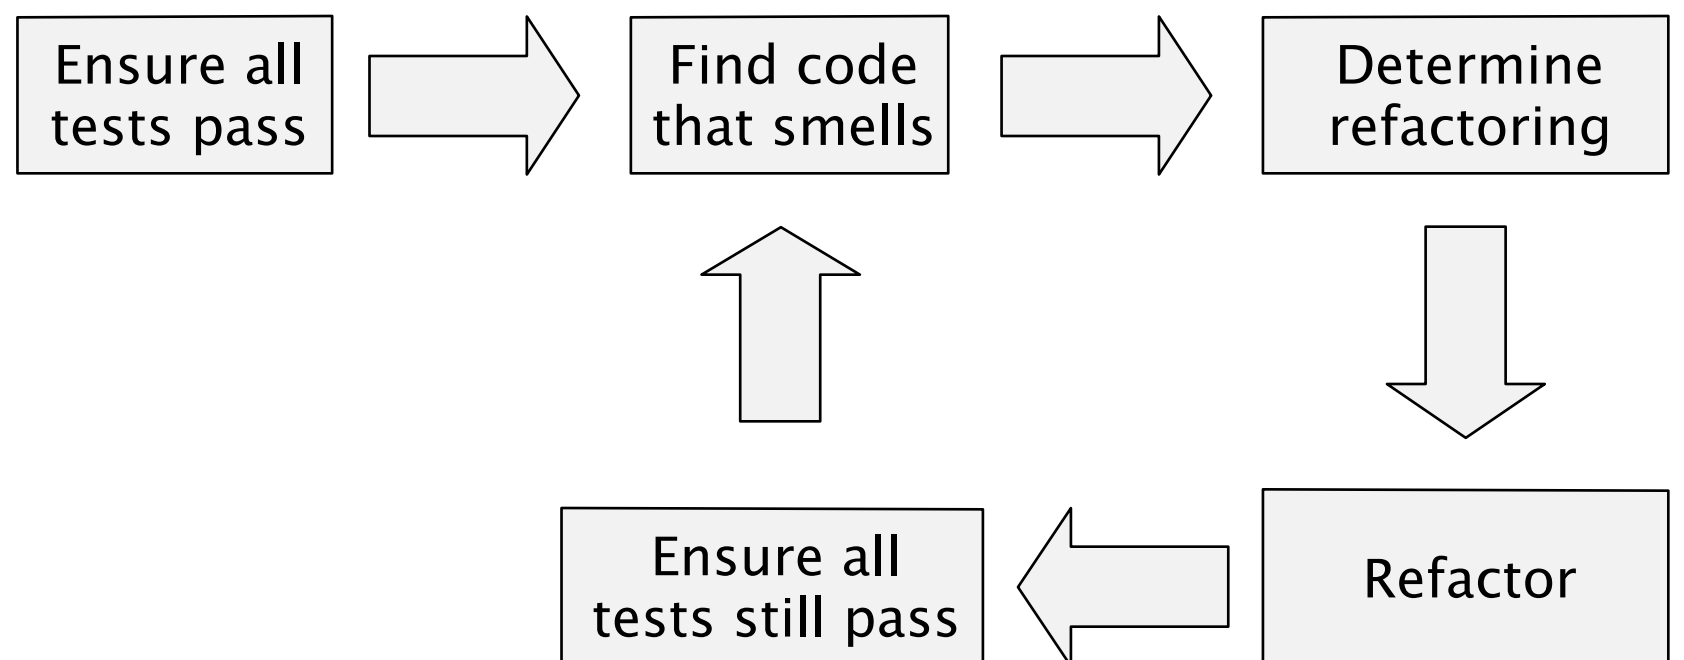 Ensure all
tests pass
Find code
that smells
Determine
refactoring
Refactor
Ensure all
tests still pass